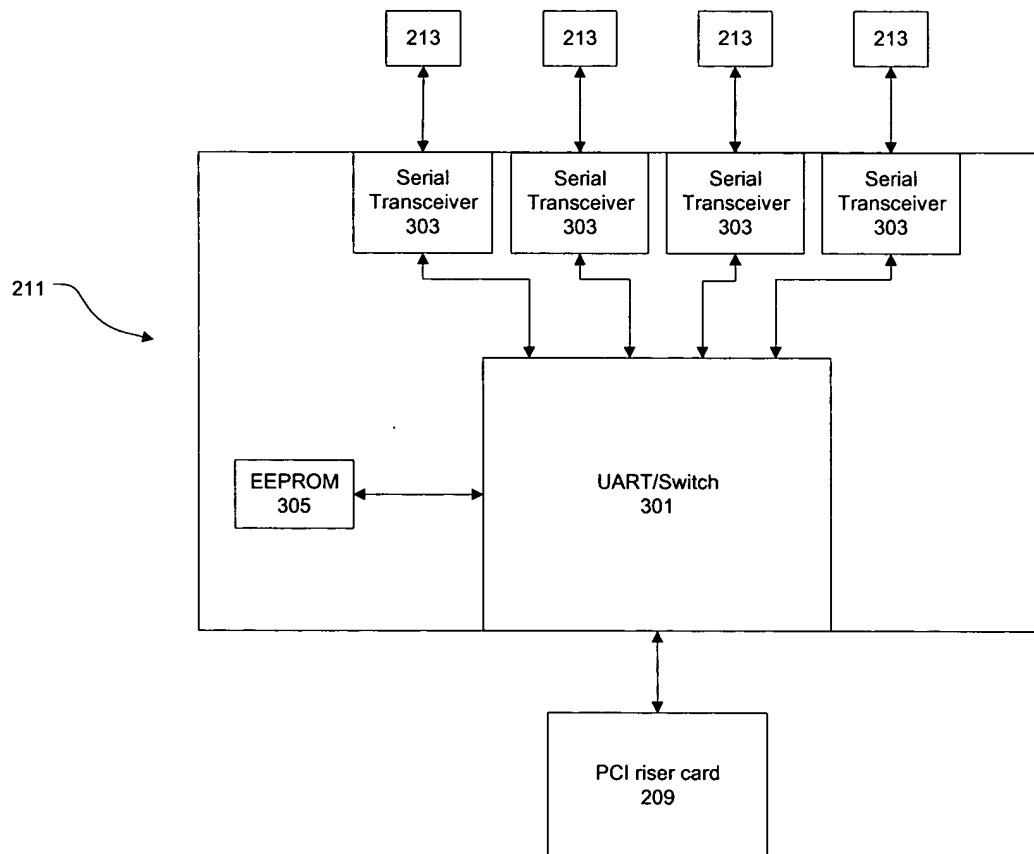 213 213 213 213
Serial Serial Serial Serial
Transceiver Transceiver Transceiver Transceiver
303 303 303 303
211
EEPROM
305
UART/Switch
301
PCI riser card
209